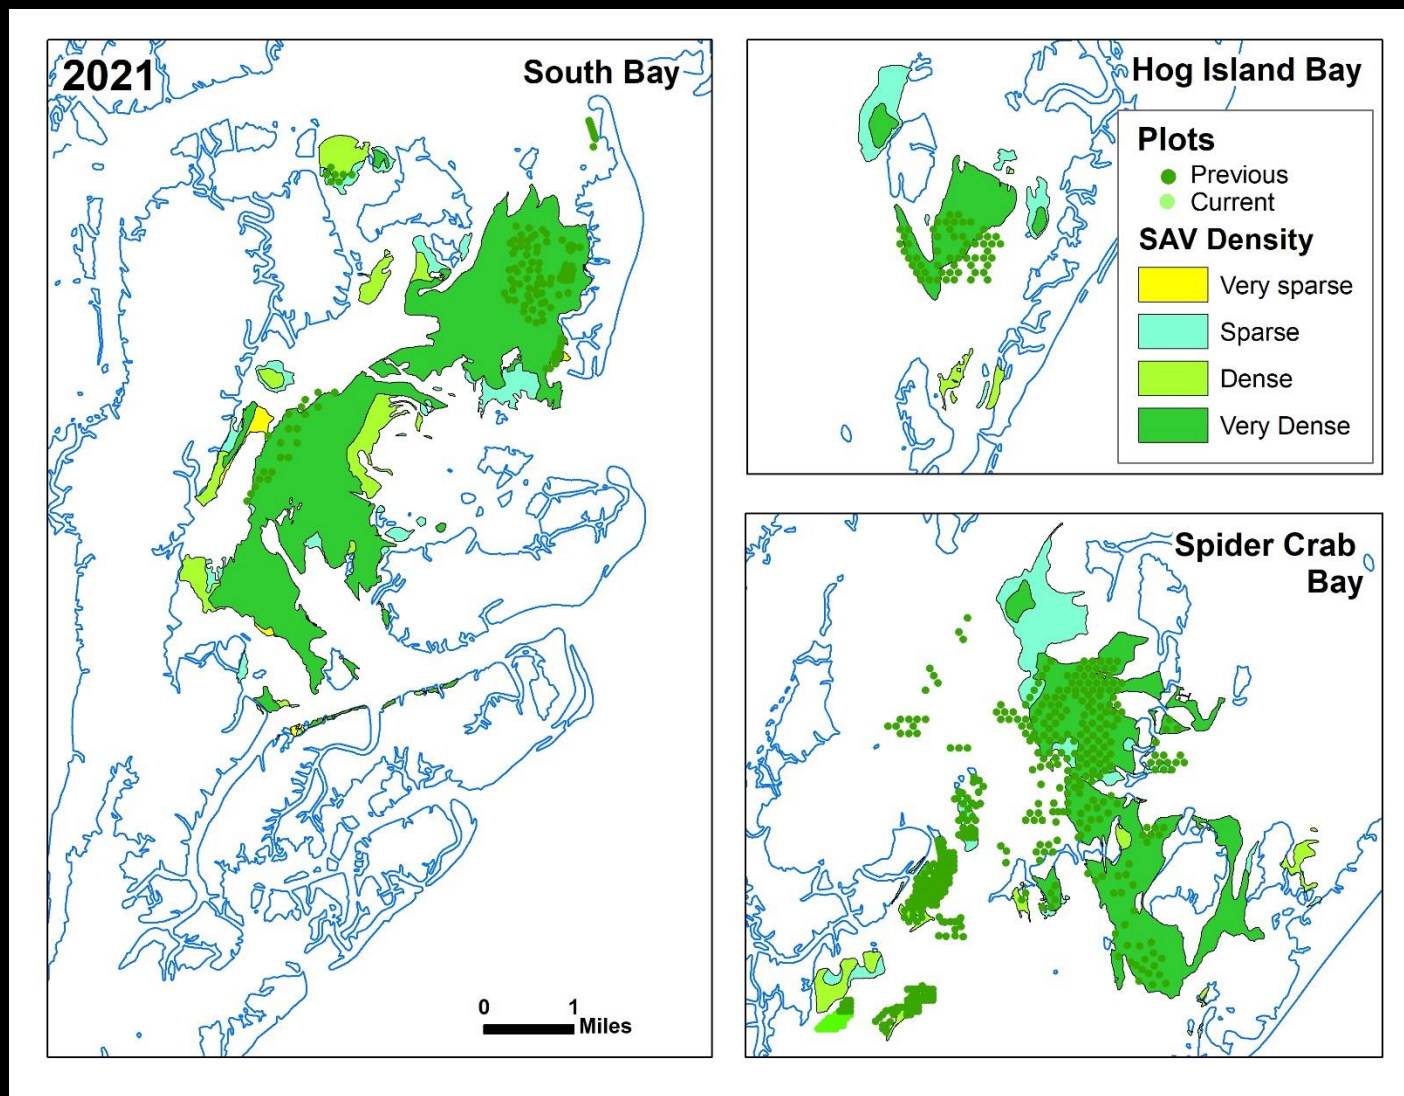 2021
South Bay
0 1
Miles
Hog Island Bay
Plots
Previous
Current
SAV Density
Very sparse
Sparse
Dense
Very Dense
Spider Crab
Bay